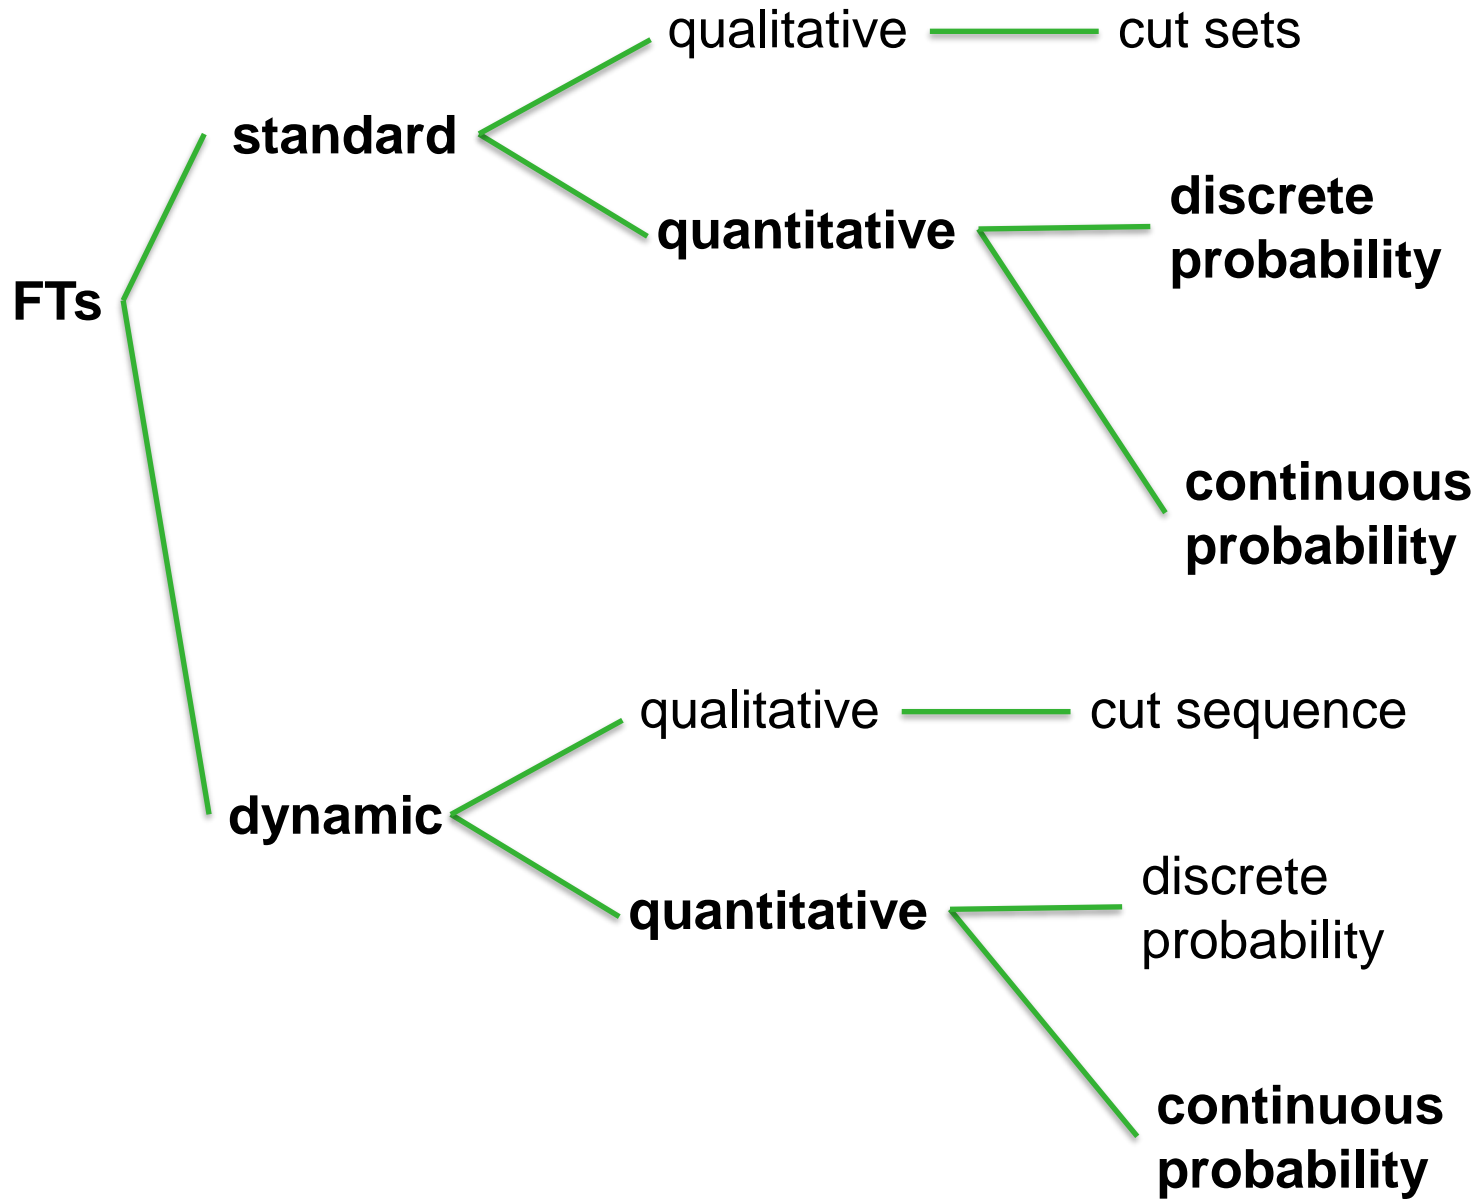 qualitative
cut sets
standard
discrete
probability
quantitative
FTs
continuous
probability
qualitative
cut sequence
dynamic
discrete
probability
quantitative
continuous
probability